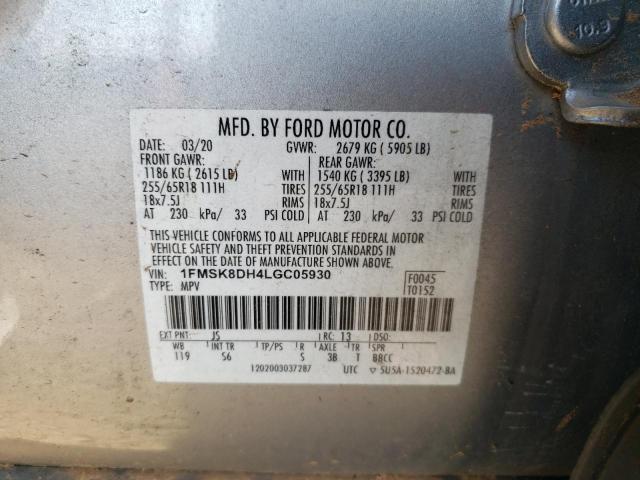 10.9
MFD. BY FORD MOTOR CO.
DATE: 03/20 GVWR: 2679 KG ( 5905 LB)
FRONT GAWR: REAR GAWR:
1186 KG ( 2615 LB) WITH 1540 KG ( 3395 LB) WITH
255/65R18 111H TIRES 255/65R18 111H TIRES
18x7.5J RIMS 18x7.5J RIMS
AT 230 kPa/ 33 PSI COLD AT 230 kPa/ 33 PSI COLD
THIS VEHICLE CONFORMS TO ALL APPLICABLE FEDERAL MOTOR
VEHICLE SAFETY, BUMPER, AND THEFT PREVENTION STANDARDS
IN EFFECT ON THE DATE OF MANUFACTURE SHOWN ABOVE.
VIN: 1FMSK8DH4LGC05930 F0045
TYPE: MPV T0152
EXT PNT: JS RC: 13 DSO:
WB INT TR TP/PS R AXLE TR SPR
119 S6 S 3B T BBCC
1202003037287 UTC ▽ 5U5A-1520472-BA